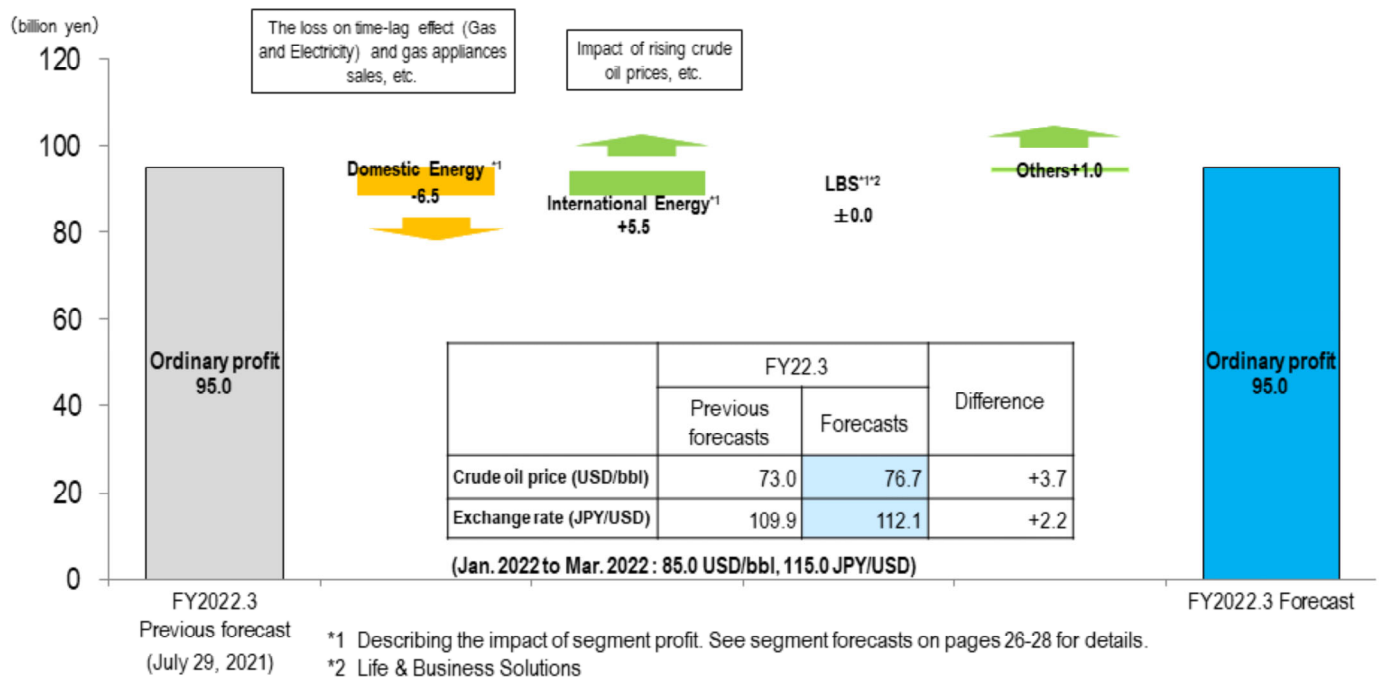 (billion yen)
The loss on time-lag effect (Gas
and Electricity) and gas appliances
sales, etc.
Impact of rising crude
oil prices, etc.
120
100
80
60
40
20
0
Ordinary profit
95.0
Domestic Energy *1
-6.5
International Energy*1
+5.5
LBS*1*2
±0.0
Others+1.0
Ordinary profit
95.0
FY22.3
Previous
forecasts
Forecasts
Difference
Crude oil price (USD/bbl) 73.0 76.7 +3.7
Exchange rate (JPY/USD) 109.9 112.1 +2.2
(Jan. 2022 to Mar. 2022 : 85.0 USD/bbl, 115.0 JPY/USD)
FY2022.3
Previous forecast
(July 29, 2021)
FY2022.3 Forecast
*1 Describing the impact of segment profit. See segment forecasts on pages 26-28 for details.
*2 Life & Business Solutions